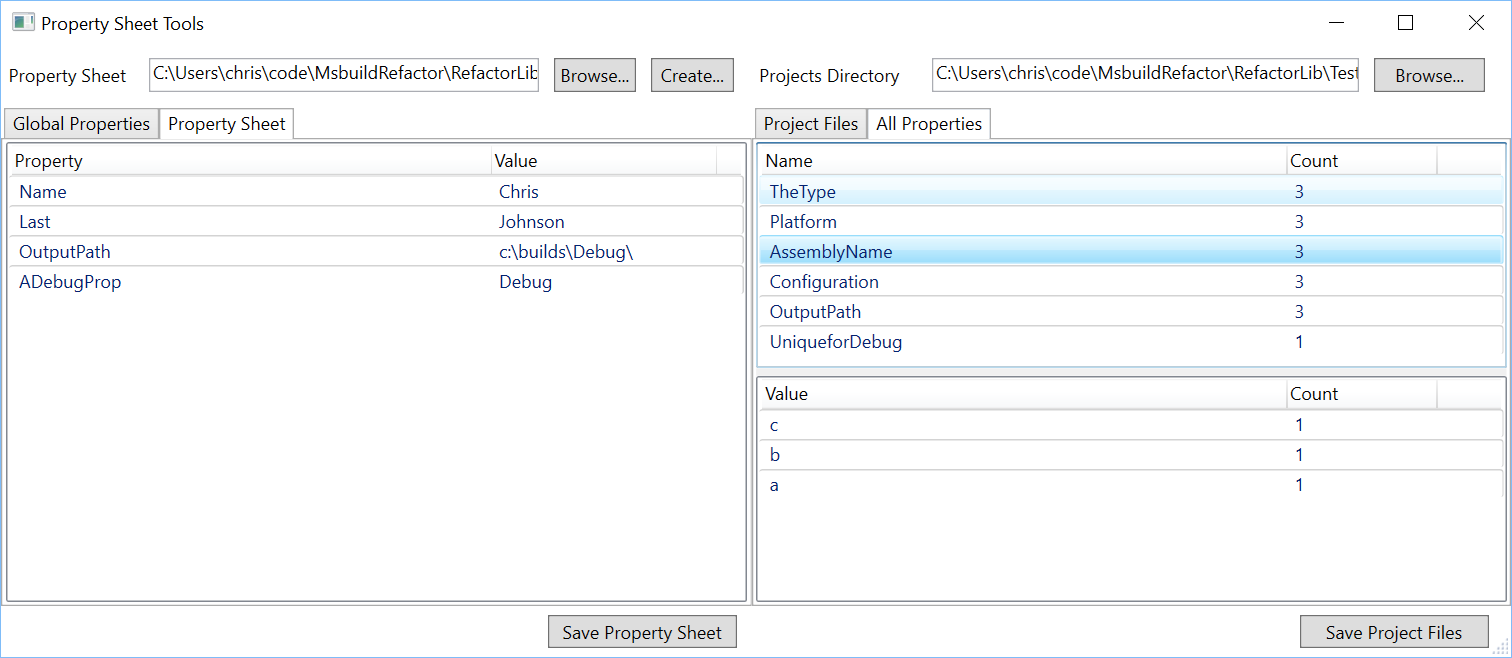 Property Sheet Tools
Property Sheet C:\Users\chris\code\MsbuildRefactor\RefactorLib Browse... Create... Projects Directory C:\Users\chris\code\MsbuildRefactor\RefactorLib\Test Browse...
Global Properties Property Sheet
Property Value
Name Chris
Last Johnson
OutputPath c:\builds\Debug\
ADebugProp Debug
Save Property Sheet
Project Files All Properties
Name Count
TheType 3
Platform 3
AssemblyName 3
Configuration 3
OutputPath 3
UniqueforDebug 1
Value Count
c 1
b 1
a 1
Save Project Files